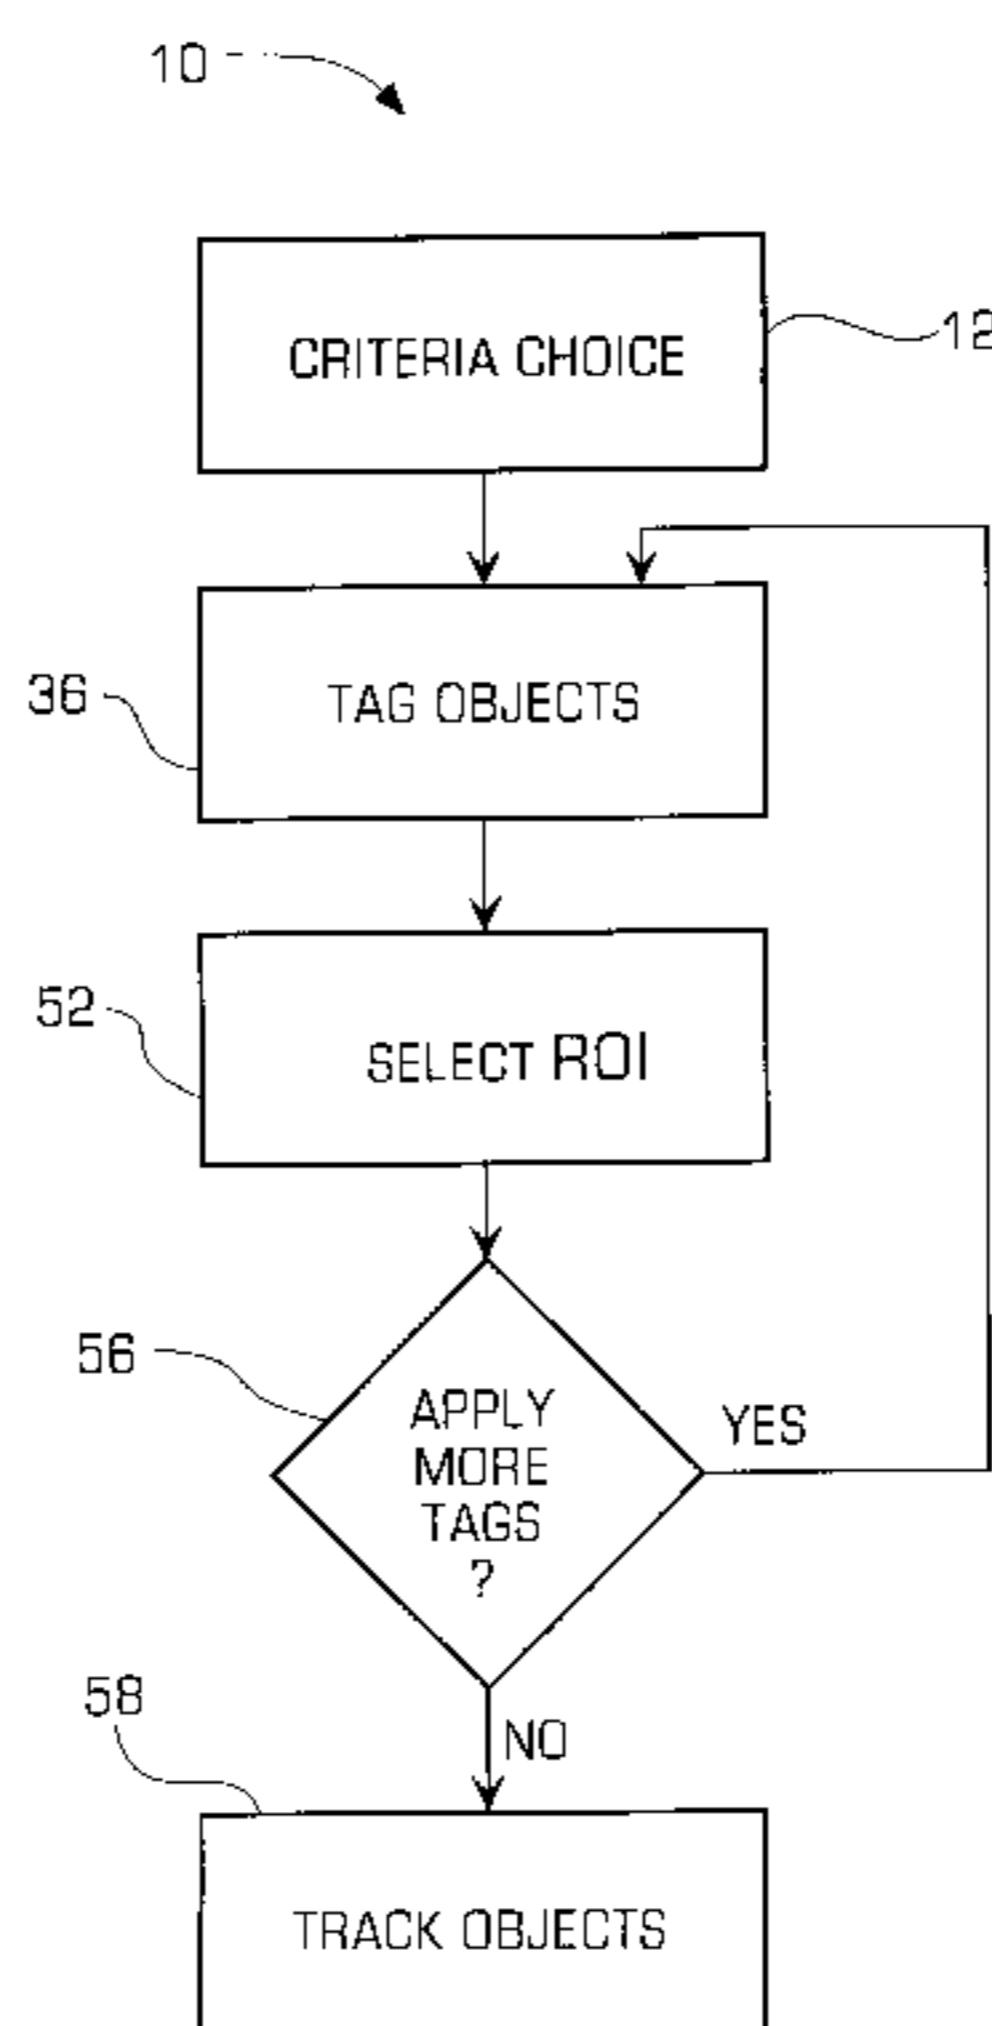 10
CRITERIA CHOICE
12
TAG OBJECTS
36
SELECT ROI
52
56
APPLY
MORE
TAGS
?
YES
58
NO
TRACK OBJECTS